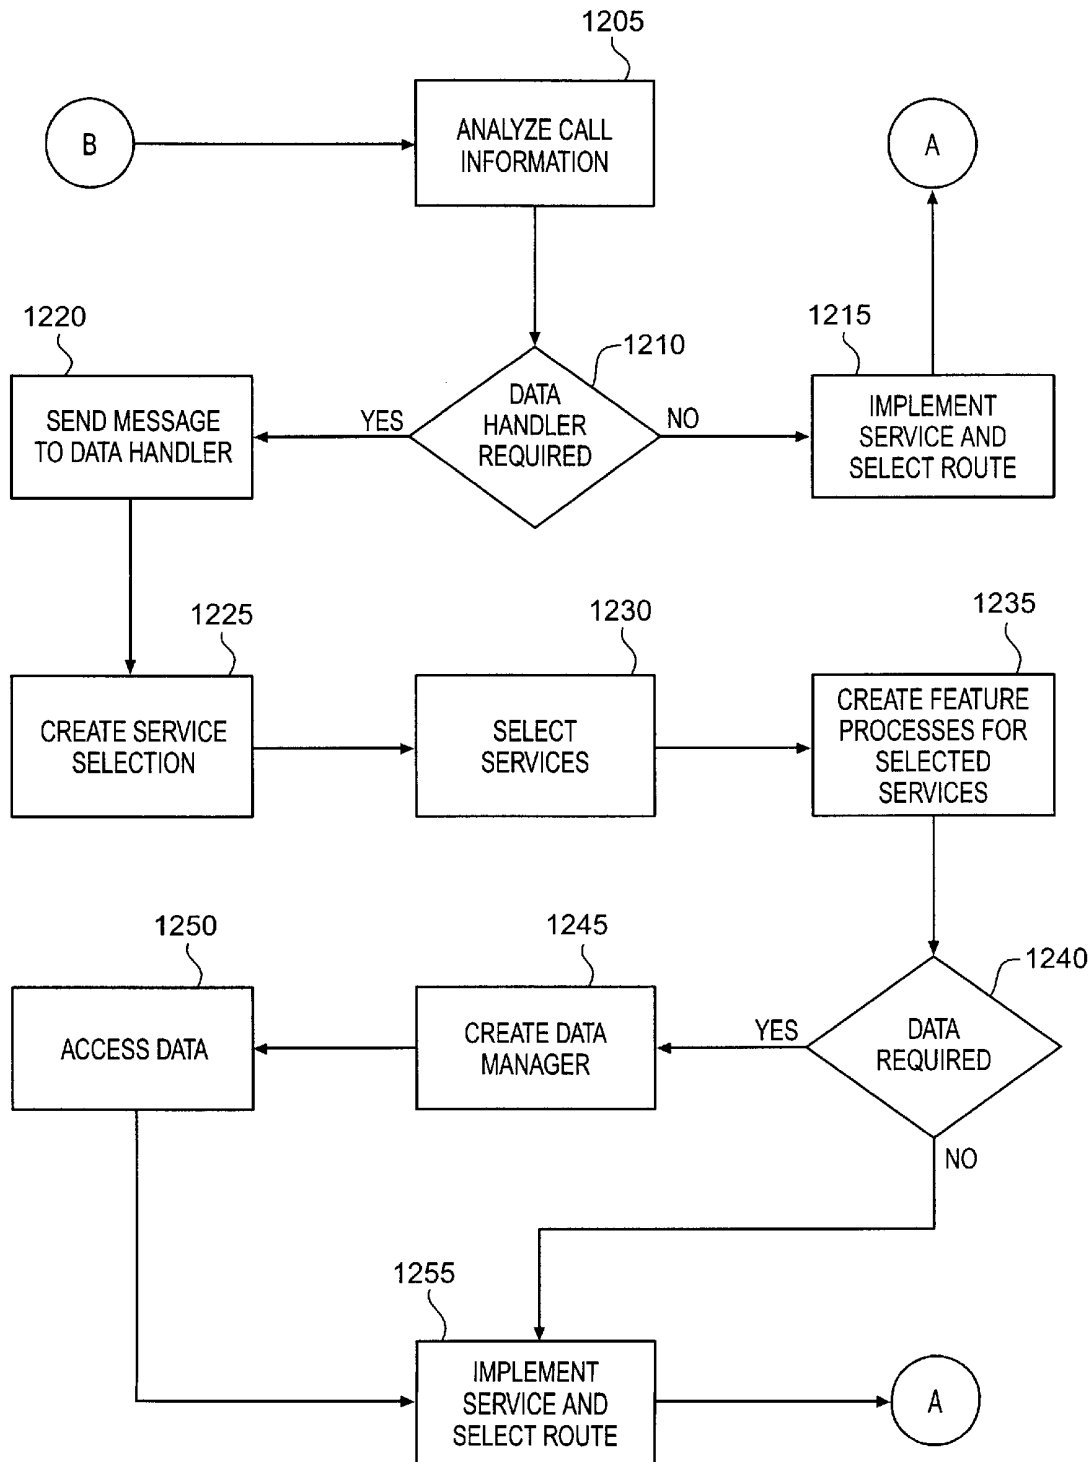 1205
B
ANALYZE CALL
INFORMATION
A
1220
1210
1215
SEND MESSAGE
TO DATA HANDLER
YES
DATA
HANDLER
REQUIRED
NO
IMPLEMENT
SERVICE AND
SELECT ROUTE
1225
1230
1235
CREATE SERVICE
SELECTION
SELECT
SERVICES
CREATE FEATURE
PROCESSES FOR
SELECTED
SERVICES
1250
1245
1240
ACCESS DATA
CREATE DATA
MANAGER
YES
DATA
REQUIRED
NO
1255
IMPLEMENT
SERVICE AND
SELECT ROUTE
A